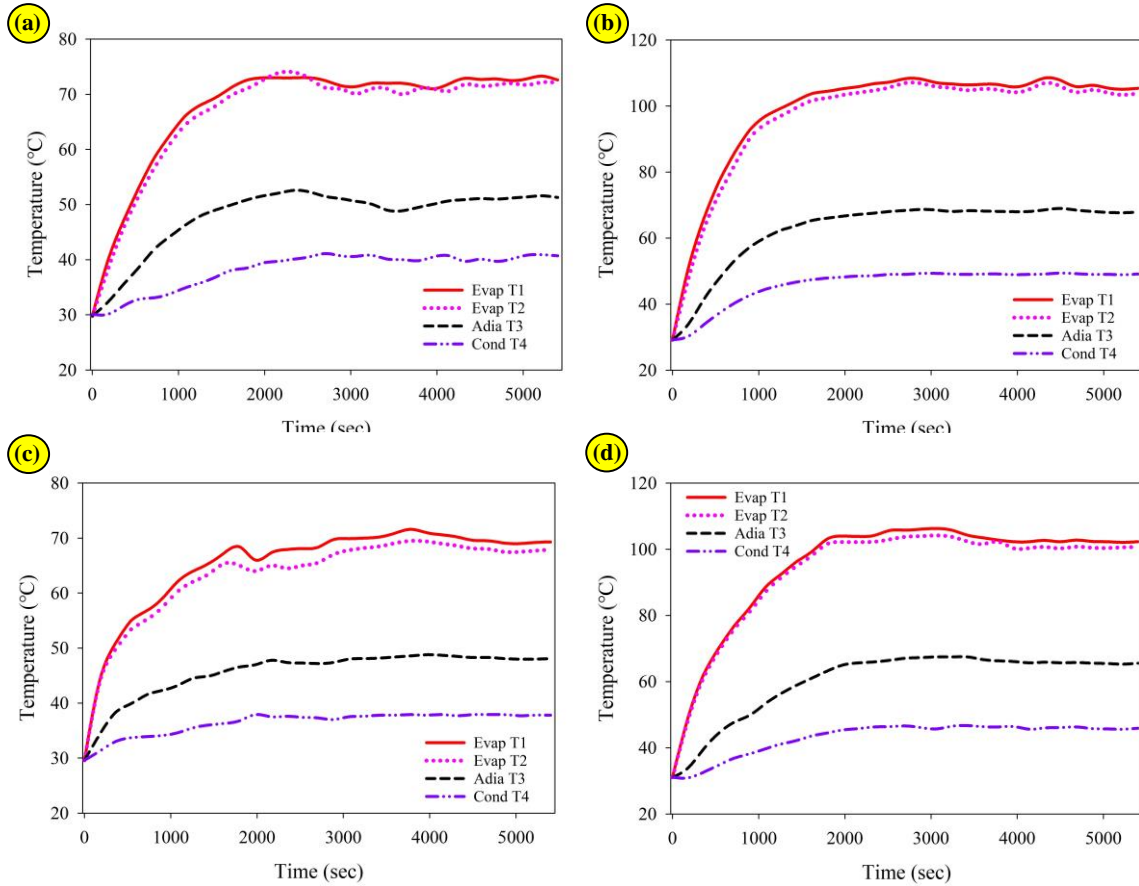 (a)
80
70
60
50
40
30
20
Temperature (°C)
Evap T1
Evap T2
Adia T3
Cond T4
0 1000 2000 3000 4000 5000
Time (sec)
(b)
120
100
80
60
40
20
Temperature (°C)
Evap T1
Evap T2
Adia T3
Cond T4
0 1000 2000 3000 4000 5000
Time (sec)
(c)
80
70
60
50
40
30
20
Temperature (°C)
Evap T1
Evap T2
Adia T3
Cond T4
0 1000 2000 3000 4000 5000
Time (sec)
(d)
120
100
80
60
40
20
Temperature (°C)
Evap T1
Evap T2
Adia T3
Cond T4
0 1000 2000 3000 4000 5000
Time (sec)